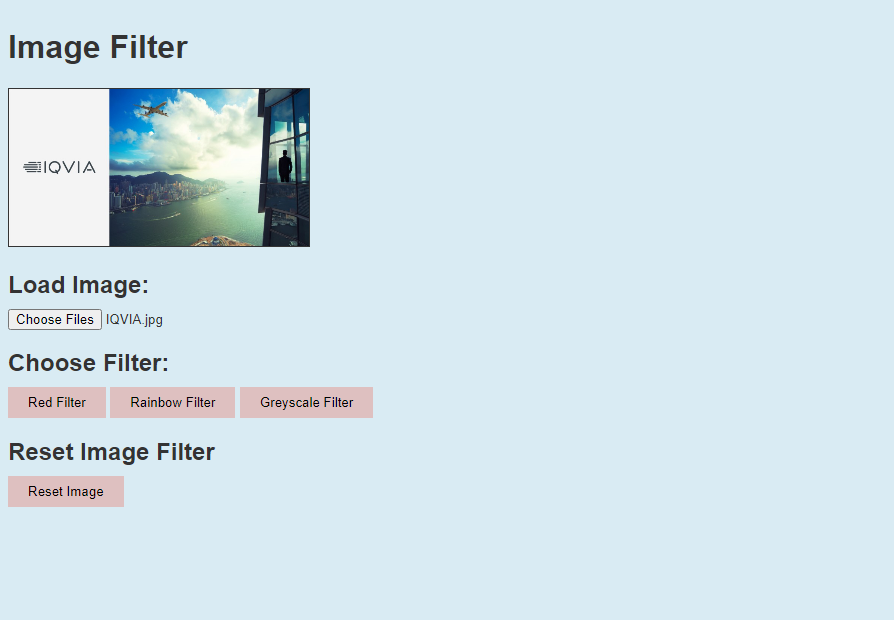 Image Filter
IQVIA
Load Image:
Choose Files IQVIA.jpg
Choose Filter:
Red Filter Rainbow Filter Greyscale Filter
Reset Image Filter
Reset Image